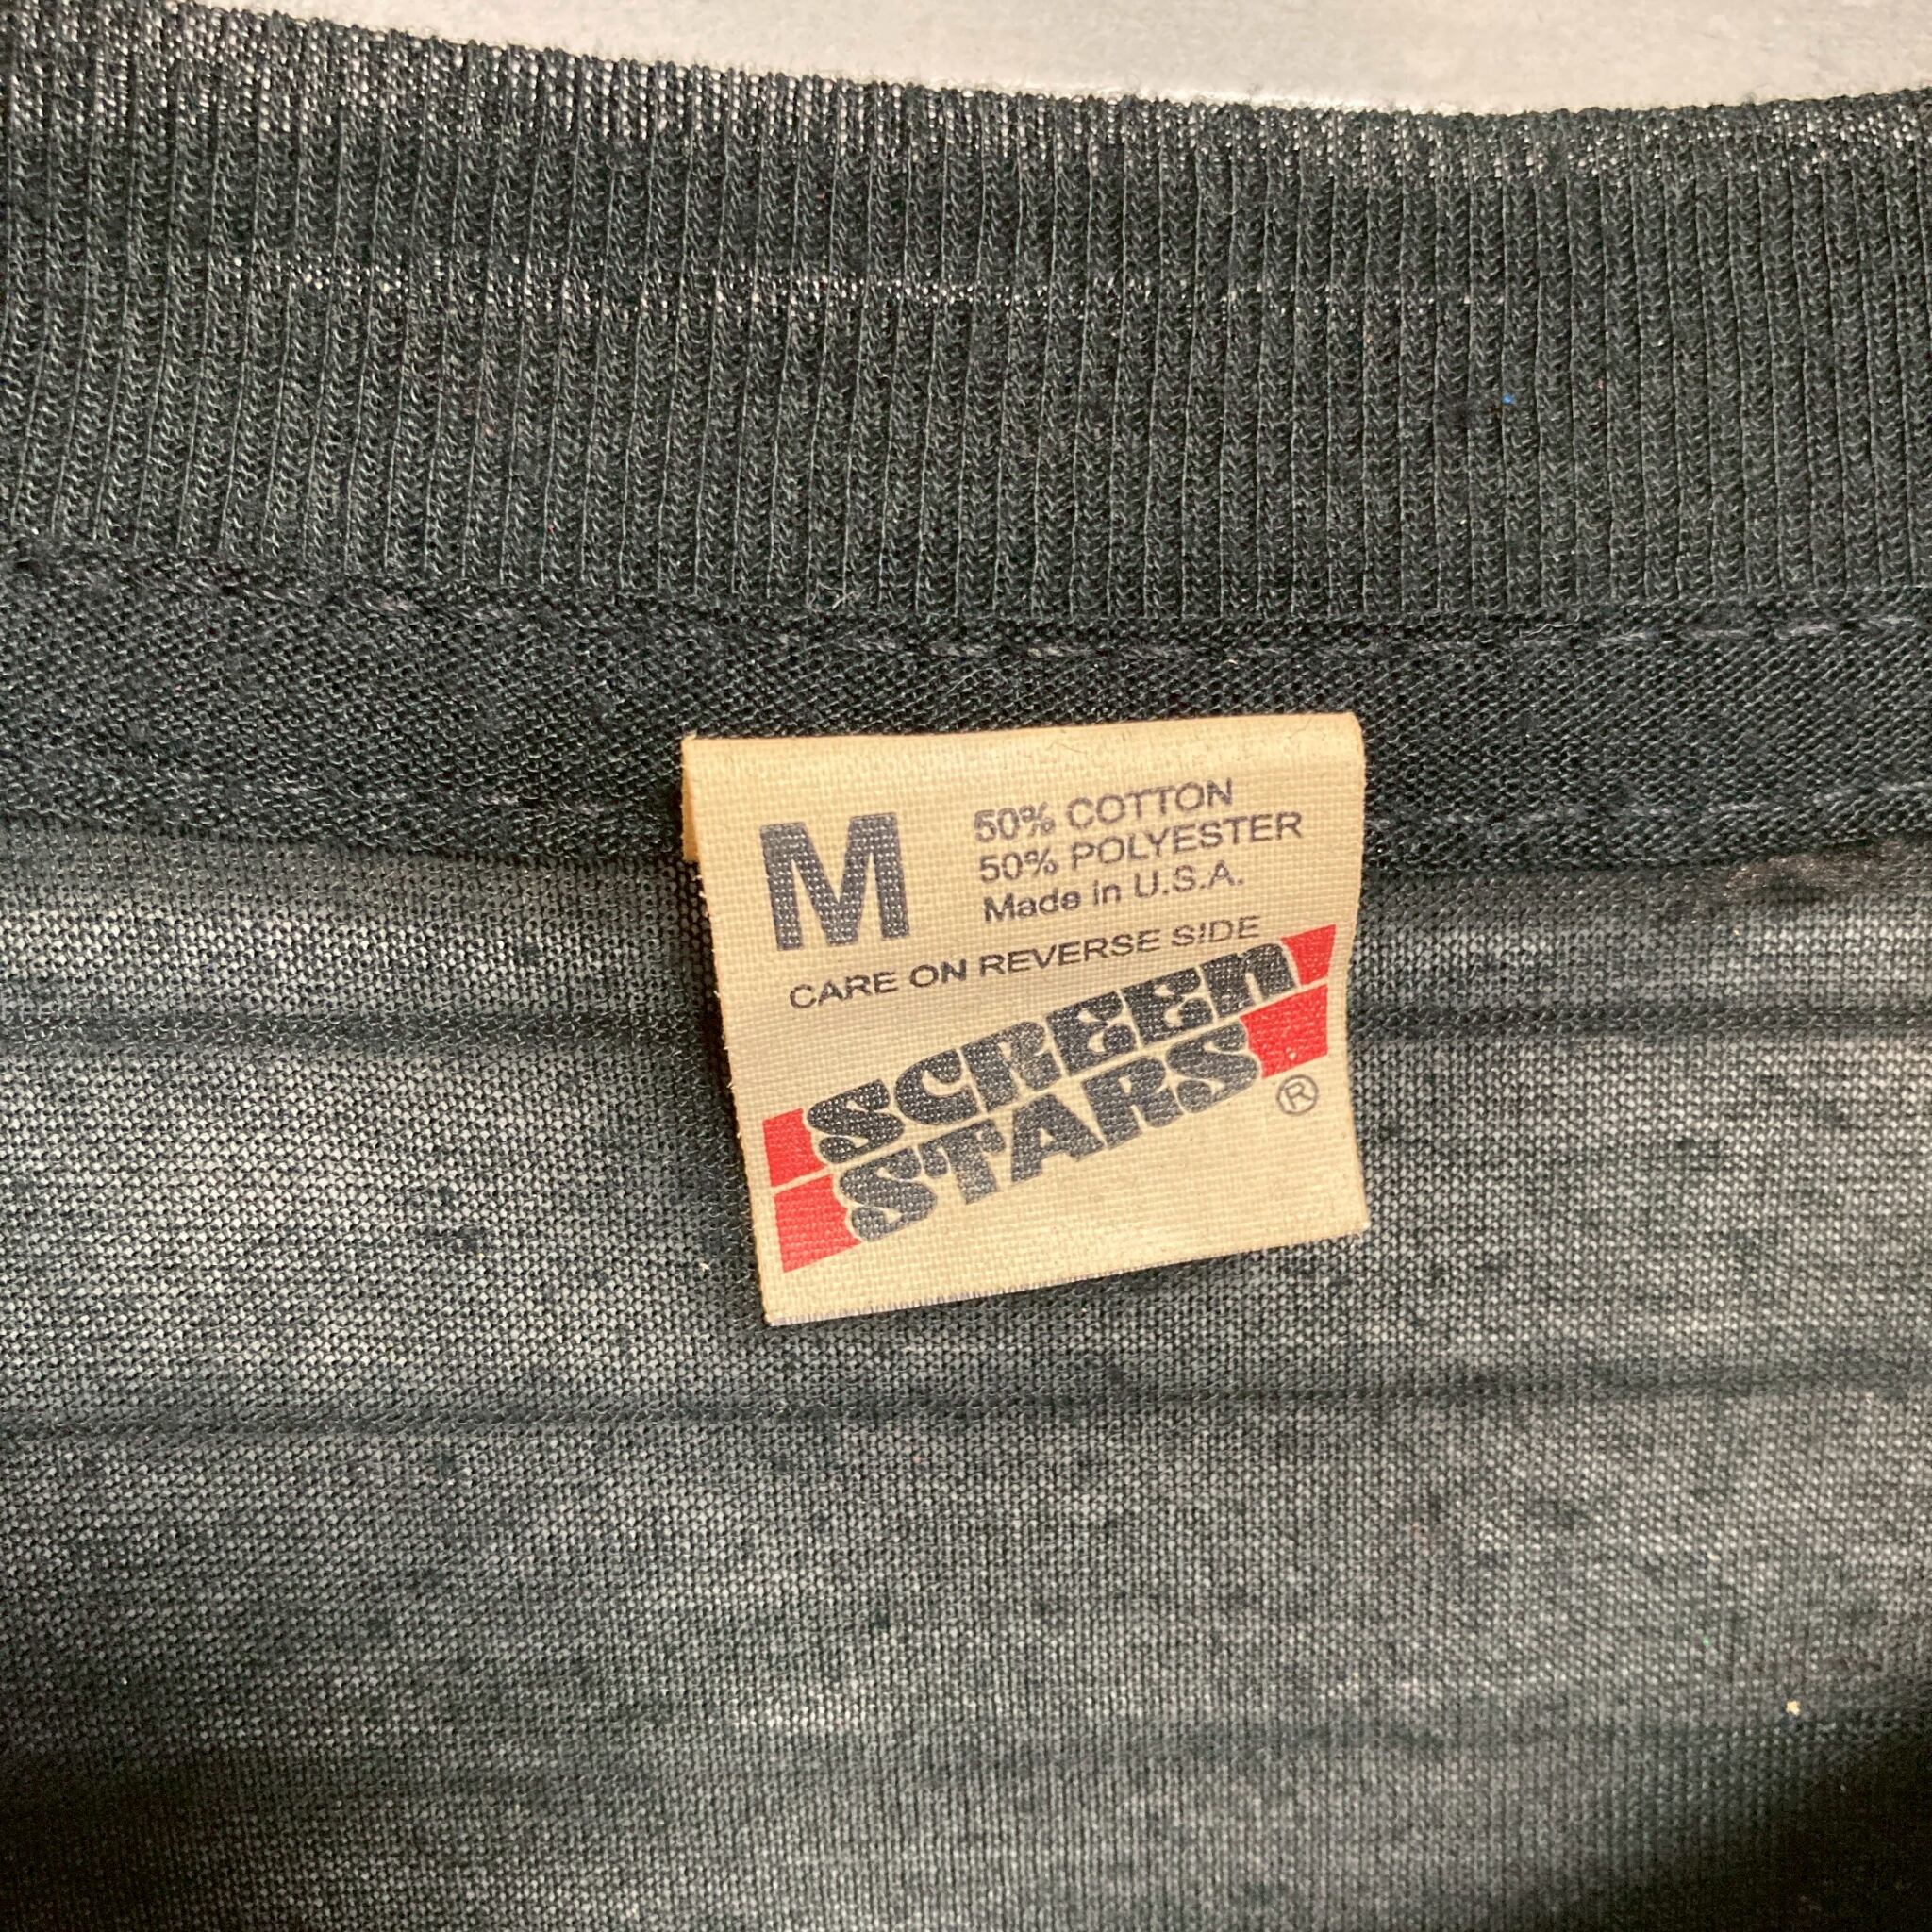 M
50% COTTON
50% POLYESTER
Made in U.S.A.
CARE ON REVERSE SIDE
SCREEn
STARS ®